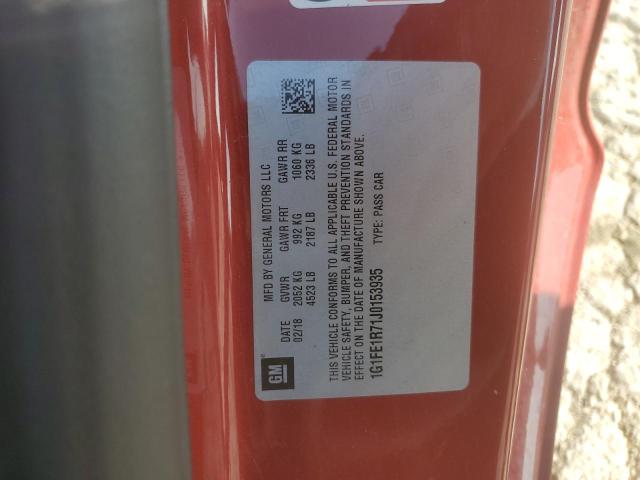 MFD BY GENERAL MOTORS LLC
DATE GVWR GAWR FRT GAWR RR
02/18 2052 KG 992 KG 1060 KG
4523 LB 2187 LB 2336 LB
GM
THIS VEHICLE CONFORMS TO ALL APPLICABLE U.S. FEDERAL MOTOR
VEHICLE SAFETY, BUMPER, AND THEFT PREVENTION STANDARDS IN
EFFECT ON THE DATE OF MANUFACTURE SHOWN ABOVE.
1G1FE1R71J0153935 TYPE: PASS CAR